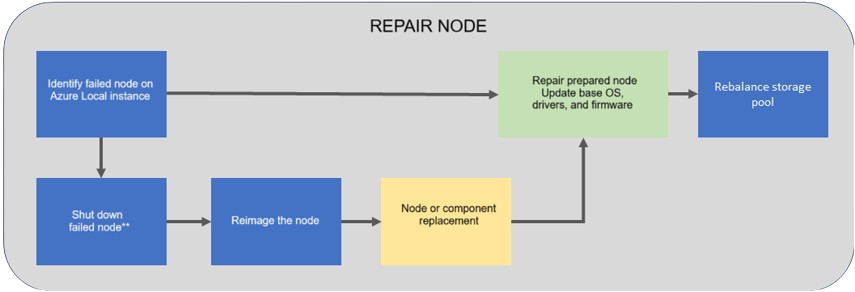 REPAIR NODE
Identify failed node on
Azure Local instance
Repair prepared node
Update base OS,
drivers, and firmware
Rebalance storage
pool
Shut down
failed node**
Reimage the node
Node or component
replacement